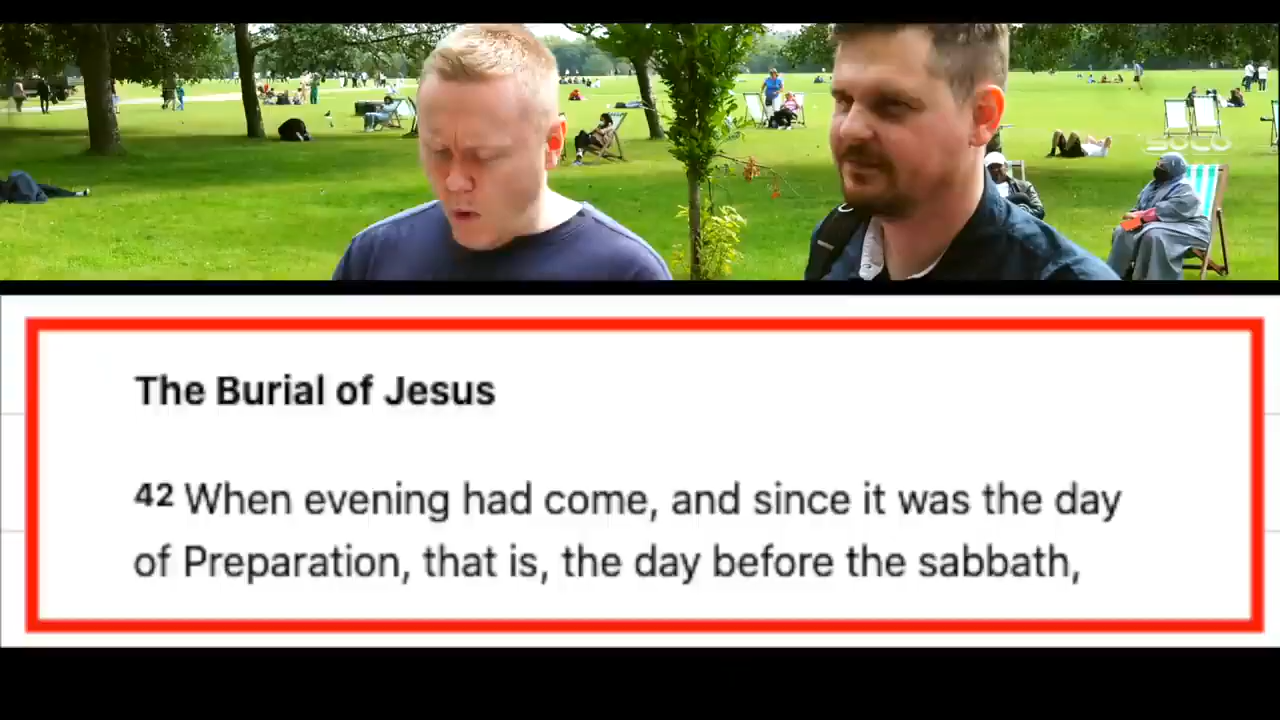 SOCO
The Burial of Jesus
42 When evening had come, and since it was the day
of Preparation, that is, the day before the sabbath,